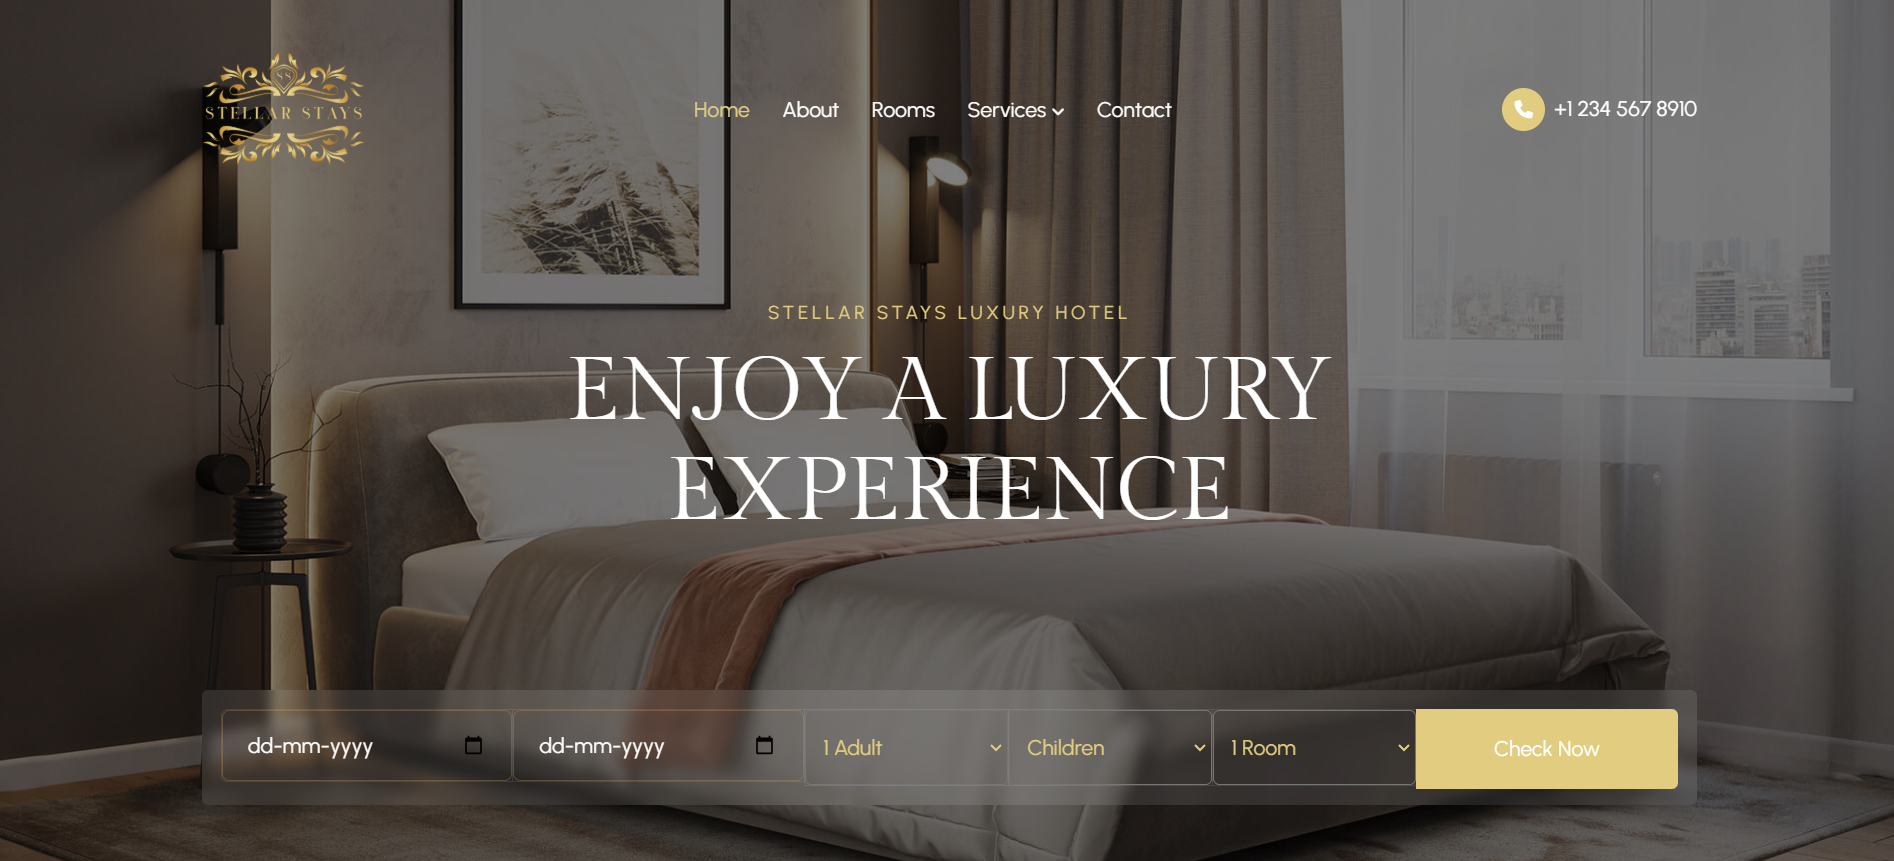 SS
STELLAR STAYS
Home About Rooms Services Contact
+1 234 567 8910
STELLAR STAYS LUXURY HOTEL
ENJOY A LUXURY
EXPERIENCE
dd-mm-yyyy dd-mm-yyyy 1 Adult Children 1 Room Check Now